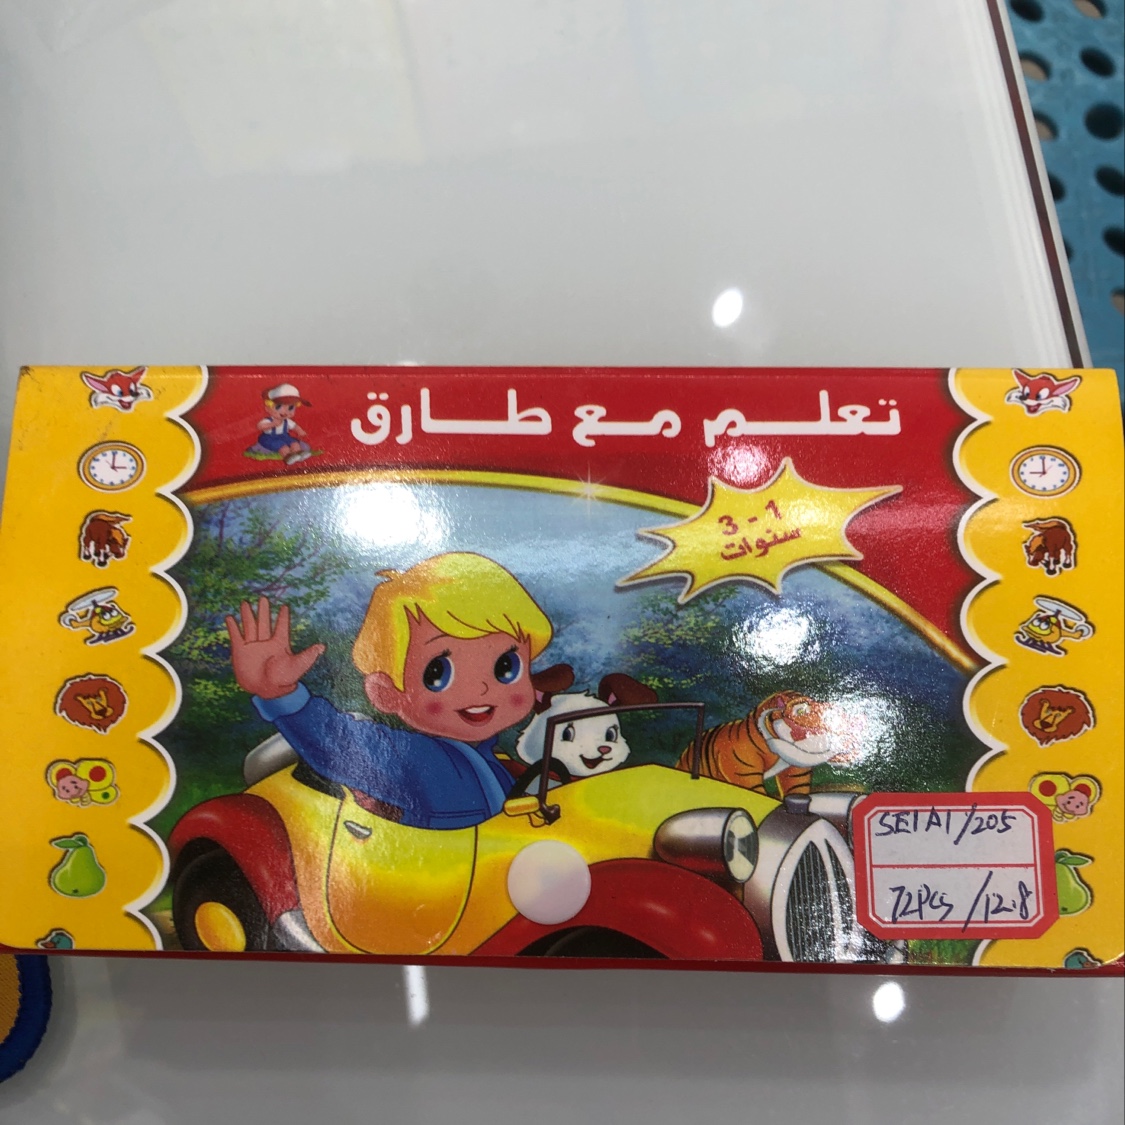 تعلم مع طارق
3 - 1
سنوات
SEIAI/205
72PCS/12.8